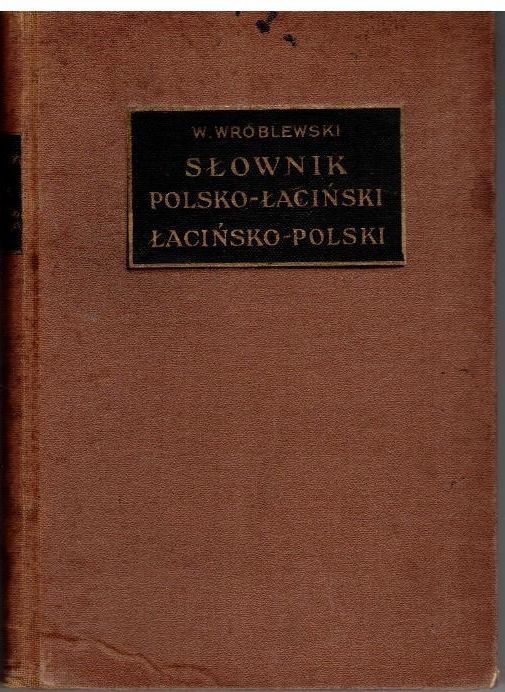 W. WRÓBLEWSKI
SŁOWNIK
POLSKO-ŁACIŃSKI
ŁACIŃSKO-POLSKI